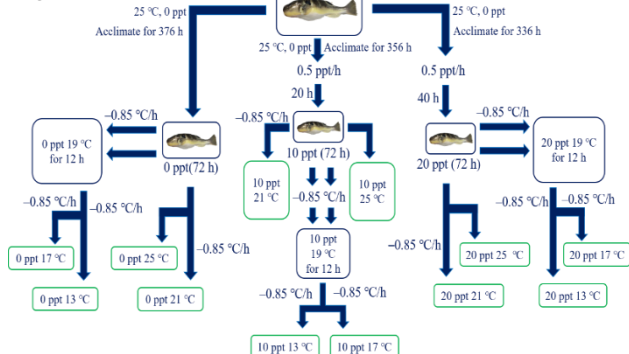 25 °C, 0 ppt
Acclimate for 376 h
25 °C, 0 ppt
Acclimate for 356 h
25 °C, 0 ppt
Acclimate for 336 h
0.5 ppt/h
20 h
0.5 ppt/h
40 h
–0.85 °C/h
0 ppt 19 °C
for 12 h
0 ppt(72 h)
–0.85 °C/h
10 ppt (72 h)
–0.85 °C/h
20 ppt (72 h)
20 ppt 19 °C
for 12 h
10 ppt
21 °C
–0.85 °C/h
10 ppt
25 °C
10 ppt
19 °C
for 12 h
–0.85 °C/h
–0.85 °C/h
0 ppt 17 °C
0 ppt 13 °C
–0.85 °C/h
0 ppt 25 °C
0 ppt 21 °C
–0.85 °C/h
–0.85 °C/h
10 ppt 13 °C
10 ppt 17 °C
–0.85 °C/h
20 ppt 25 °C
20 ppt 21 °C
–0.85 °C/h
–0.85 °C/h
20 ppt 17 °C
20 ppt 13 °C